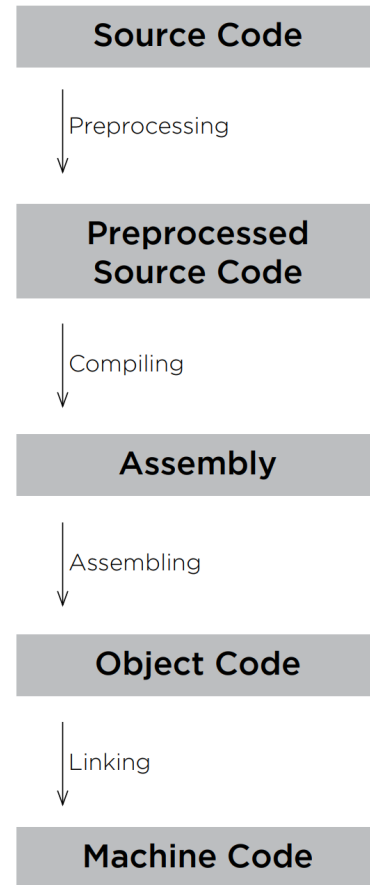 Source Code
Preprocessing
Preprocessed
Source Code
Compiling
Assembly
Assembling
Object Code
Linking
Machine Code